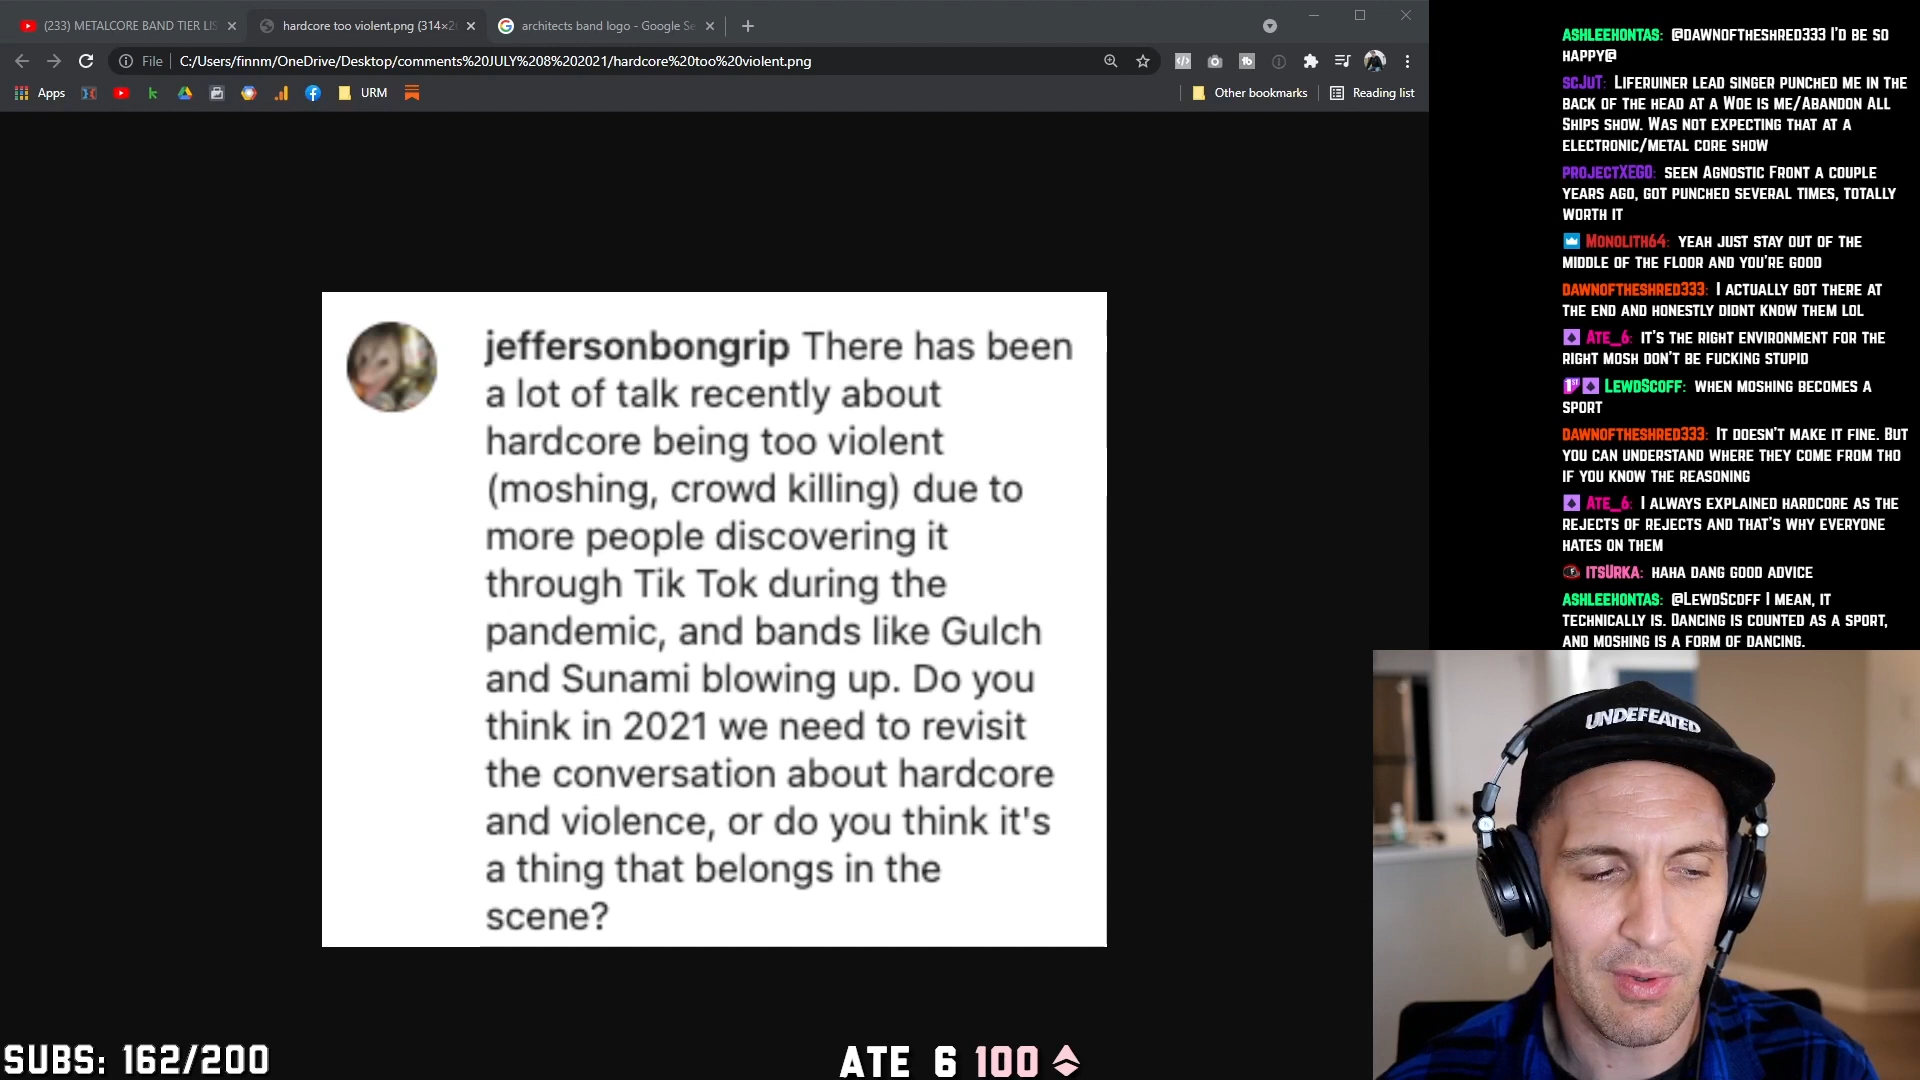 (233) METALCORE BAND TIER LIS
hardcore too violent.png (314×2
architects band logo - Google Se
File
C:/Users/finnm/OneDrive/Desktop/comments%20JULY%208%202021/hardcore%20too%20violent.png
Apps
URM
Other bookmarks
Reading list
jeffersonbongrip There has been
a lot of talk recently about
hardcore being too violent
(moshing, crowd killing) due to
more people discovering it
through Tik Tok during the
pandemic, and bands like Gulch
and Sunami blowing up. Do you
think in 2021 we need to revisit
the conversation about hardcore
and violence, or do you think it's
a thing that belongs in the
scene?
ASHLEEHONTAS: @DAWNOFTHESHRED333 I'D BE SO
HAPPY@
SCJUT: LIFERUINER LEAD SINGER PUNCHED ME IN THE
BACK OF THE HEAD AT A WOE IS ME/ABANDON ALL
SHIPS SHOW. WAS NOT EXPECTING THAT AT A
ELECTRONIC/METAL CORE SHOW
PROJECTXEGO: SEEN AGNOSTIC FRONT A COUPLE
YEARS AGO, GOT PUNCHED SEVERAL TIMES, TOTALLY
WORTH IT
MONOLITH64: YEAH JUST STAY OUT OF THE
MIDDLE OF THE FLOOR AND YOU'RE GOOD
DAWNOFTHESHRED333: I ACTUALLY GOT THERE AT
THE END AND HONESTLY DIDNT KNOW THEM LOL
ATE_6: IT'S THE RIGHT ENVIRONMENT FOR THE
RIGHT MOSH DON'T BE FUCKING STUPID
LEWDSCOFF: WHEN MOSHING BECOMES A
SPORT
DAWNOFTHESHRED333: IT DOESN'T MAKE IT FINE. BUT
YOU CAN UNDERSTAND WHERE THEY COME FROM THO
IF YOU KNOW THE REASONING
ATE_6: I ALWAYS EXPLAINED HARDCORE AS THE
REJECTS OF REJECTS AND THAT'S WHY EVERYONE
HATES ON THEM
ITSURKA: HAHA DANG GOOD ADVICE
ASHLEEHONTAS: @LEWDSCOFF I MEAN, IT
TECHNICALLY IS. DANCING IS COUNTED AS A SPORT,
AND MOSHING IS A FORM OF DANCING.
UNDEFEATED
SUBS: 162/200
ATE 6 100